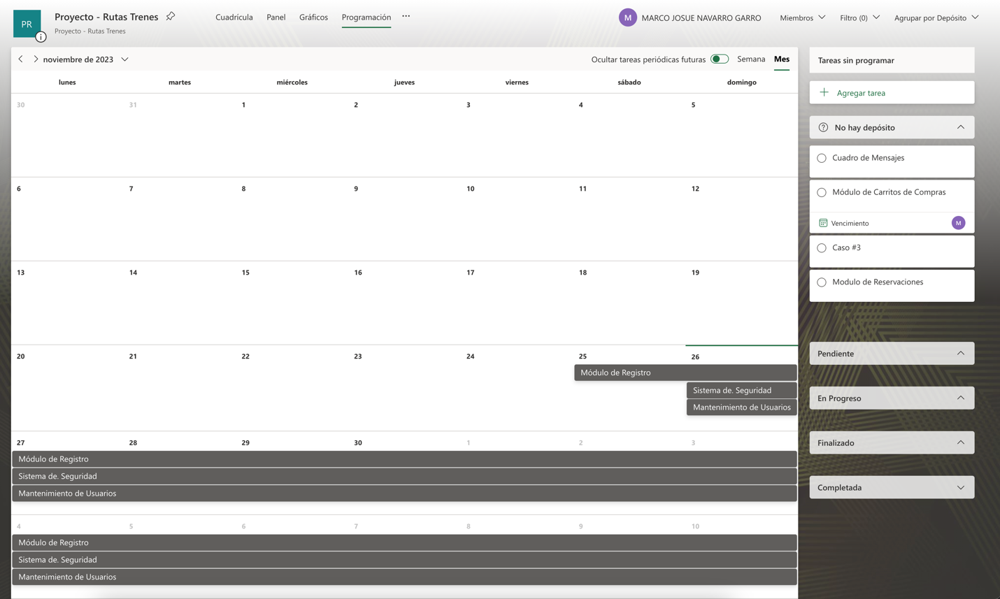 PR
Proyecto - Rutas Trenes
Proyecto - Rutas Trenes
Cuadrícula Panel Gráficos Programación ...
M MARCO JOSUE NAVARRO GARRO Miembros Filtro (0) Agrupar por Depósito
noviembre de 2023
Ocultar tareas periódicas futuras Semana Mes
lunes martes miércoles jueves viernes sábado domingo
30 31 1 2 3 4 5
6 7 8 9 10 11 12
13 14 15 16 17 18 19
20 21 22 23 24 25 26
Módulo de Registro
Sistema de. Seguridad
Mantenimiento de Usuarios
27 28 29 30 1 2 3
Módulo de Registro
Sistema de. Seguridad
Mantenimiento de Usuarios
4 5 6 7 8 9 10
Módulo de Registro
Sistema de. Seguridad
Mantenimiento de Usuarios
Tareas sin programar
Agregar tarea
No hay depósito
Cuadro de Mensajes
Módulo de Carritos de Compras
Vencimiento M
Caso #3
Modulo de Reservaciones
Pendiente
En Progreso
Finalizado
Completada